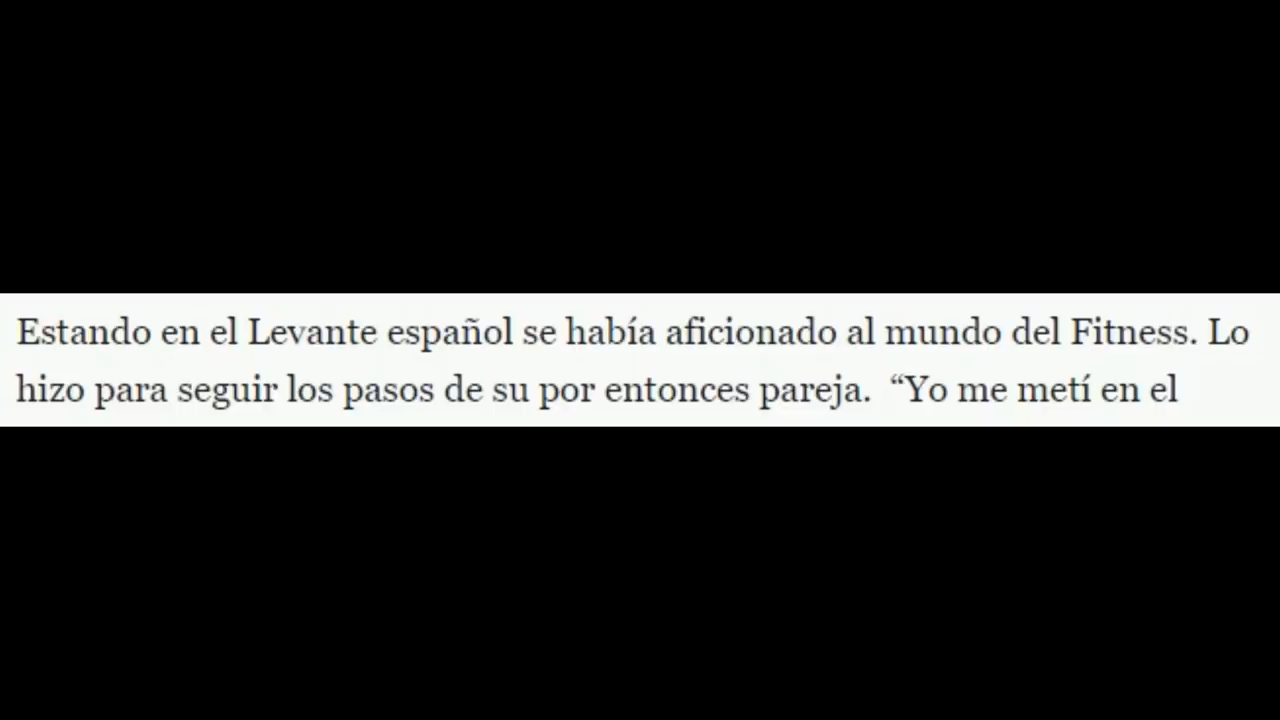 Estando en el Levante español se había aficionado al mundo del Fitness. Lo
hizo para seguir los pasos de su por entonces pareja.  “Yo me metí en el